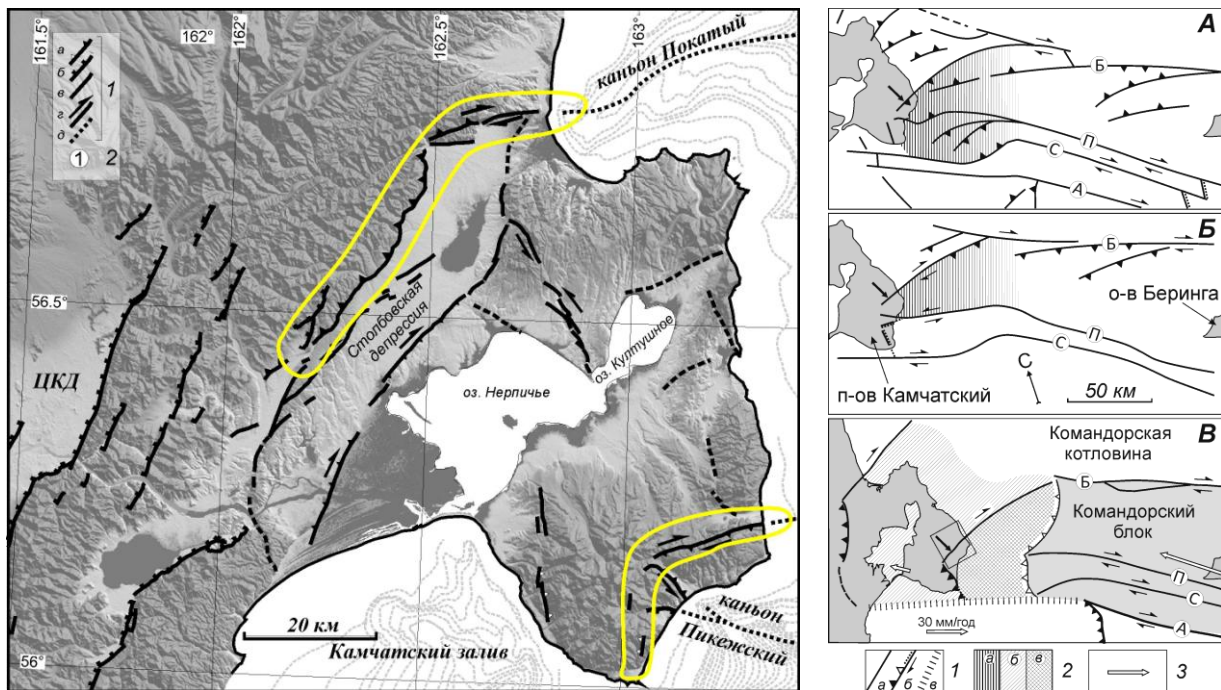 161.5°
162°
162°
162.5°
163°
а
б
в
г
д
1
1
2
каньон Покатый
56.5°
Столбовская
депрессия
оз. Култушное
ЦКД
оз. Нерпичье
20 км
каньон
Пикежский
56°
Камчатский залив
А
Б
П
С
А
Б
Б
о-в Беринга
П
С
С
п-ов Камчатский
50 км
В
Командорская
котловина
Б
Командорский
блок
П
С
А
30 мм/год
а б в 1
а б в 2
3